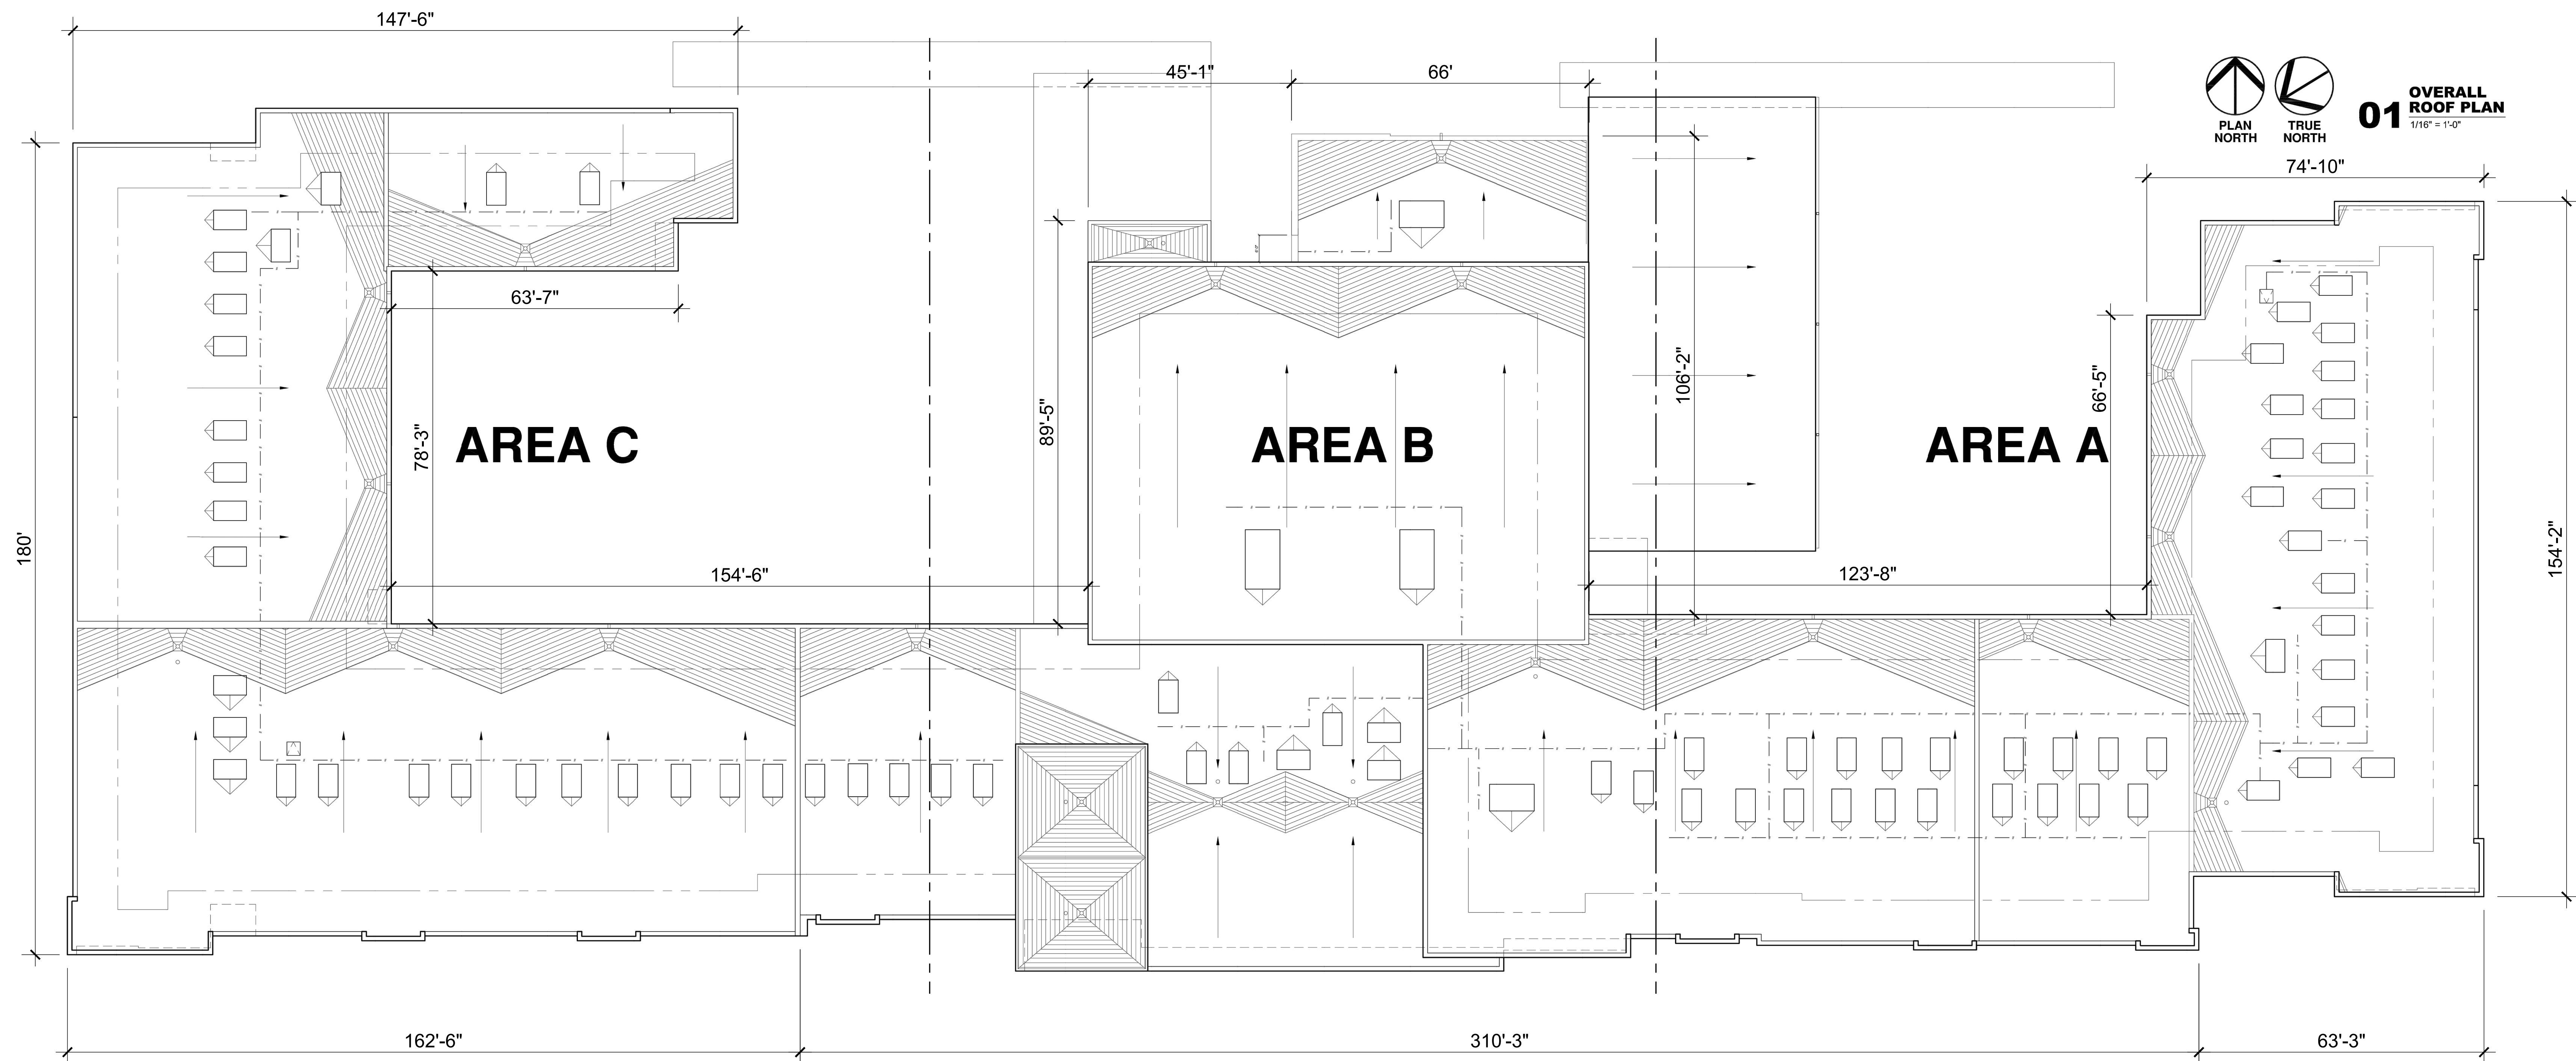 147'-6"
45'-1"
66'
PLAN
NORTH
TRUE
NORTH
01
OVERALL
ROOF PLAN
1/16" = 1'-0"
74'-10"
63'-7"
106'-2"
66'-5"
89'-5"
78'-3"
AREA C
AREA B
AREA A
180'
154'-2"
154'-6"
123'-8"
162'-6"
310'-3"
63'-3"